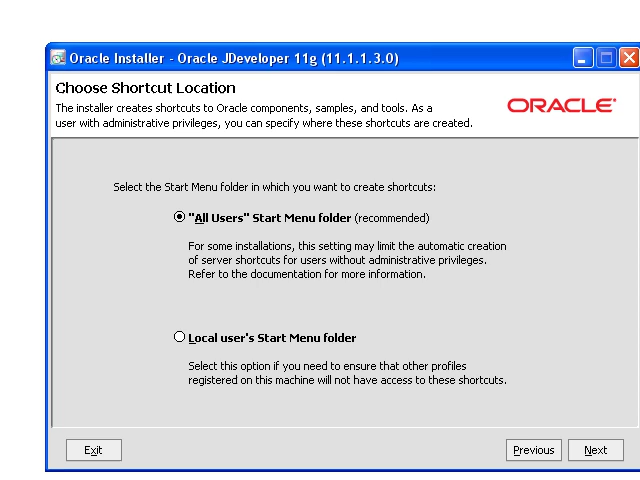 Oracle Installer - Oracle JDeveloper 11g (11.1.1.3.0)
Choose Shortcut Location
The installer creates shortcuts to Oracle components, samples, and tools. As a
user with administrative privileges, you can specify where these shortcuts are created.
ORACLE
Select the Start Menu folder in which you want to create shortcuts:
"All Users" Start Menu folder (recommended)
For some installations, this setting may limit the automatic creation
of server shortcuts for users without administrative privileges.
Refer to the documentation for more information.
Local user's Start Menu folder
Select this option if you need to ensure that other profiles
registered on this machine will not have access to these shortcuts.
Exit
Previous
Next